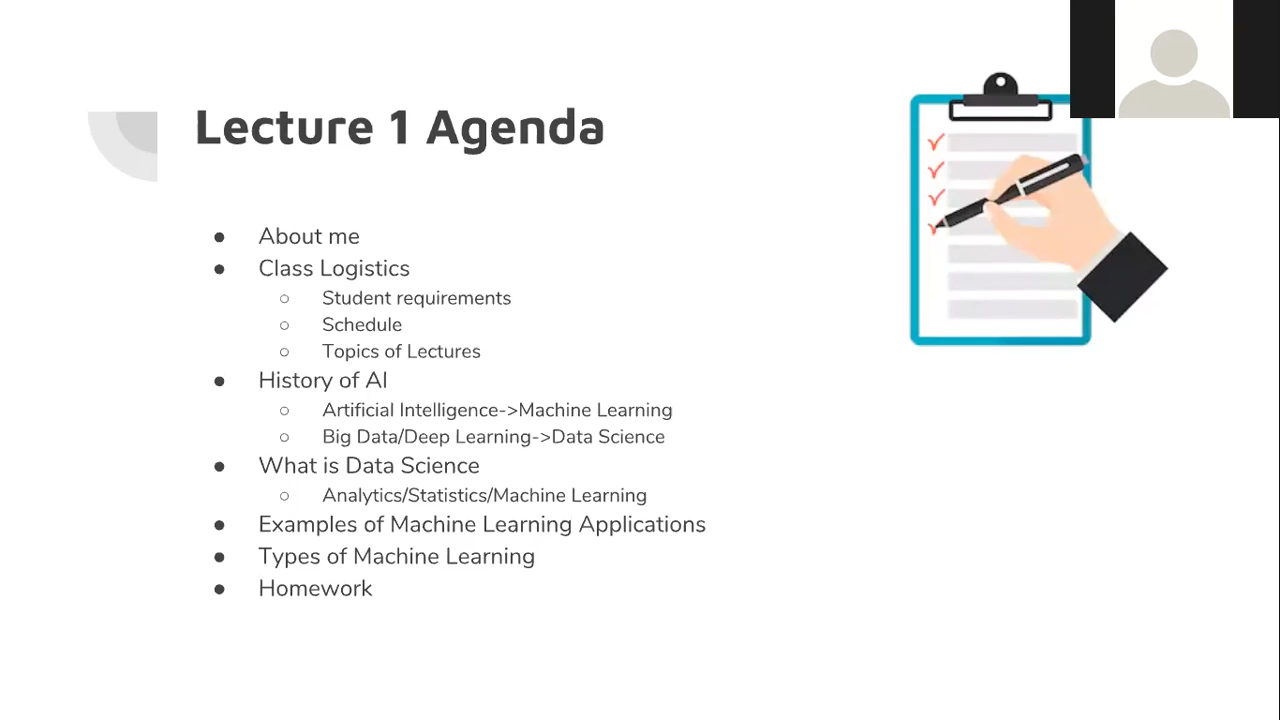 Lecture 1 Agenda
● About me
● Class Logistics
○ Student requirements
○ Schedule
○ Topics of Lectures
● History of AI
○ Artificial Intelligence->Machine Learning
○ Big Data/Deep Learning->Data Science
● What is Data Science
○ Analytics/Statistics/Machine Learning
● Examples of Machine Learning Applications
● Types of Machine Learning
● Homework